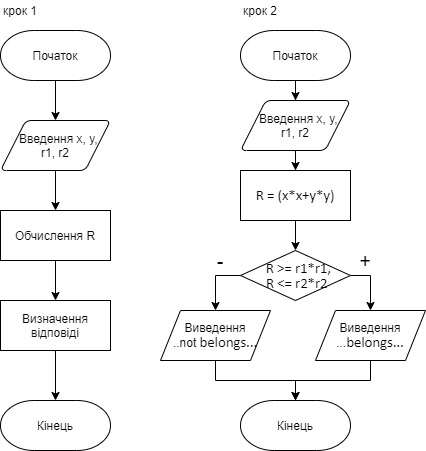 крок 1
Початок
Введення x, y,
r1, r2
Обчислення R
Визначення
відповіді
Кінець
крок 2
Початок
Введення x, y,
r1, r2
R = (x*x+y*y)
-
+
R >= r1*r1,
R <= r2*r2
Виведення
..not belongs...
Виведення
...belongs...
Кінець